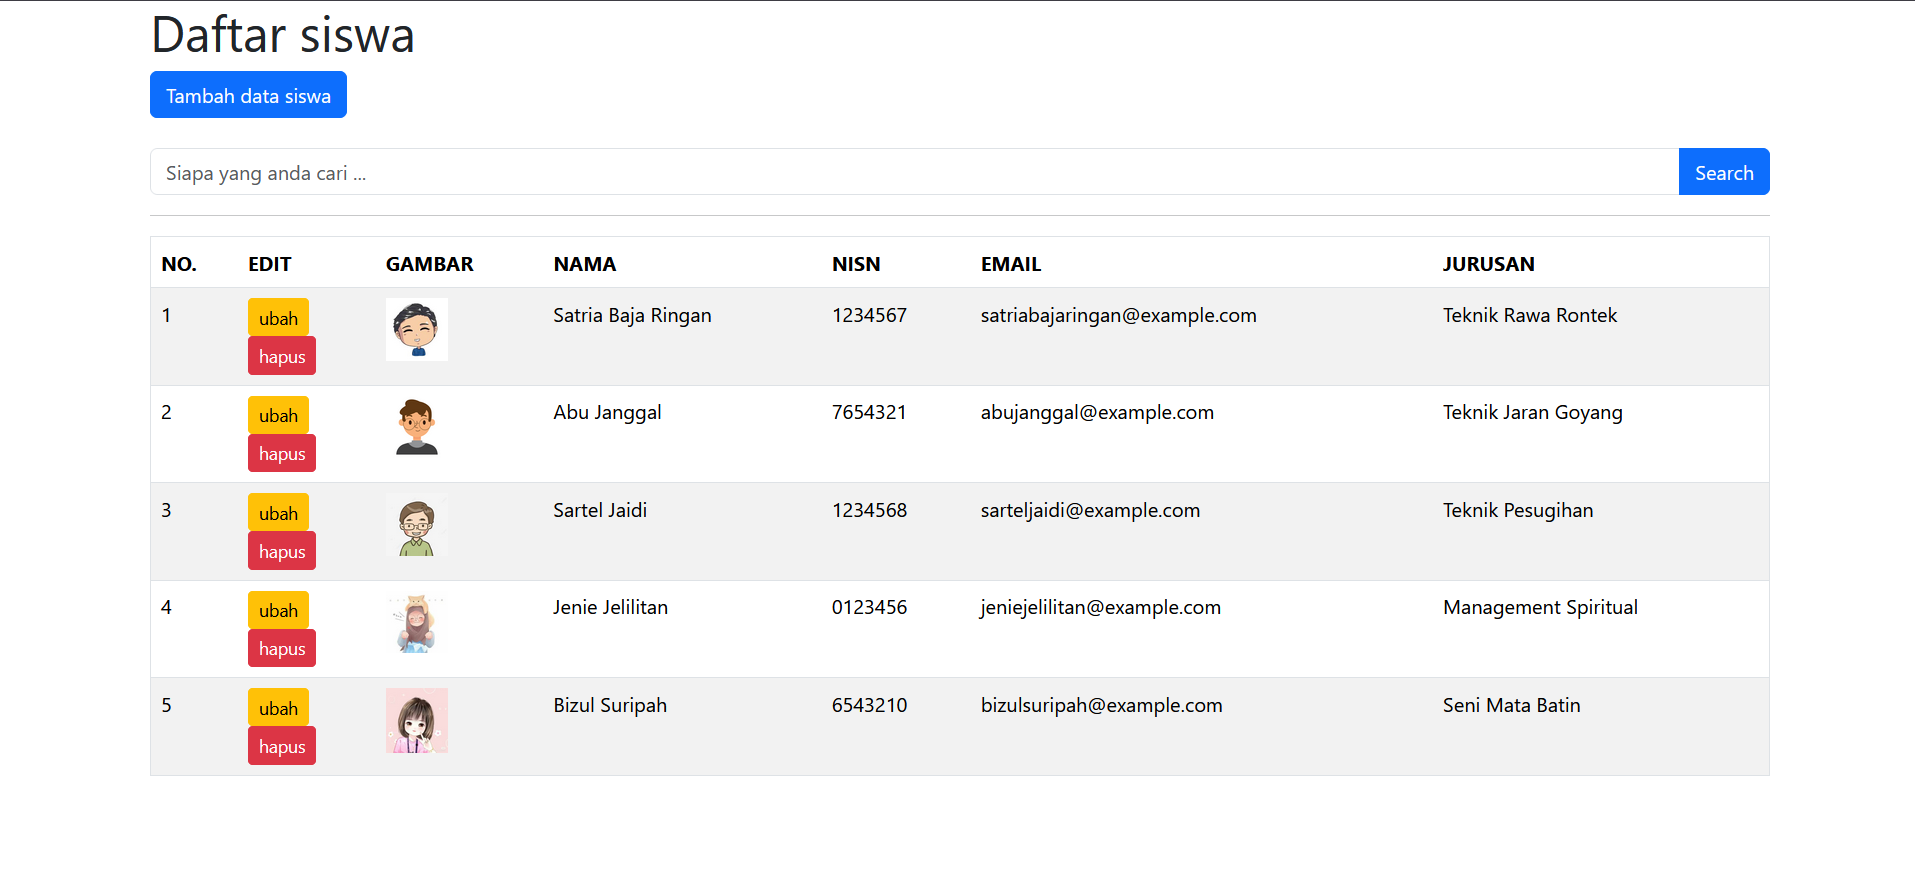 Daftar siswa
Tambah data siswa
Siapa yang anda cari ...
Search
NO. EDIT GAMBAR NAMA NISN EMAIL JURUSAN
1 ubah Satria Baja Ringan 1234567 satriabajaringan@example.com Teknik Rawa Rontek
hapus
2 ubah Abu Janggal 7654321 abujanggal@example.com Teknik Jaran Goyang
hapus
3 ubah Sartel Jaidi 1234568 sarteljaidi@example.com Teknik Pesugihan
hapus
4 ubah Jenie Jelilitan 0123456 jeniejelilitan@example.com Management Spiritual
hapus
5 ubah Bizul Suripah 6543210 bizulsuripah@example.com Seni Mata Batin
hapus